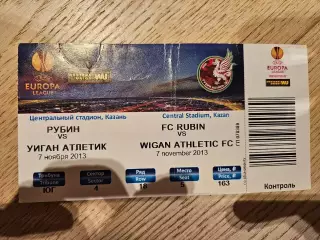 EUROPA
LEAGUE
Центральный стадион, Казань
РУБИН
VS
УИГАН АТЛЕТИК
7 ноября 2013
Central Stadium, Kazan
FC RUBIN
VS
WIGAN ATHLETIC FC
7 november 2013
EUROPA
LEAGUE
Трибуна
Tribune
ЮГ
Сектор
Sector
4
Ряд
Row
18
Место
Seat
5
Цена, ₽
Price, ₽
163
Контроль